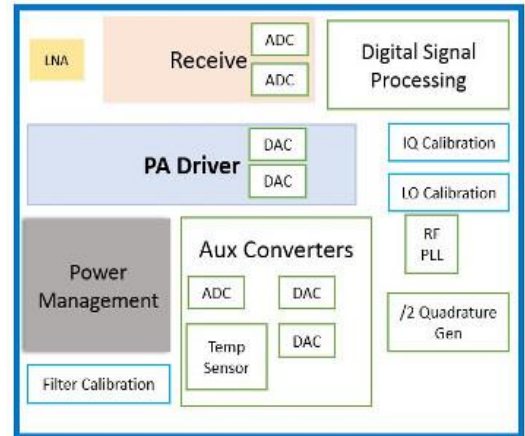 LNA
Receive
ADC
ADC
Digital Signal
Processing
PA Driver
DAC
DAC
IQ Calibration
LO Calibration
RF
PLL
Power
Management
Aux Converters
ADC
DAC
Temp
Sensor
DAC
/2 Quadrature
Gen
Filter Calibration